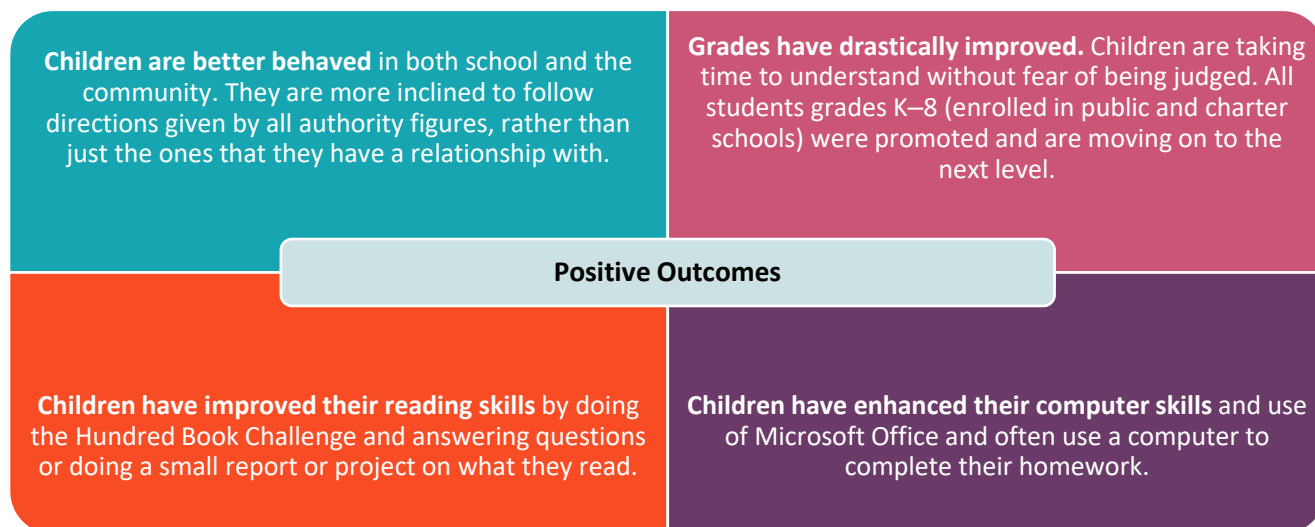 Children are better behaved in both school and the
community. They are more inclined to follow
directions given by all authority figures, rather than
just the ones that they have a relationship with.
Grades have drastically improved. Children are taking
time to understand without fear of being judged. All
students grades K–8 (enrolled in public and charter
schools) were promoted and are moving on to the
next level.
Positive Outcomes
Children have improved their reading skills by doing
the Hundred Book Challenge and answering questions
or doing a small report or project on what they read.
Children have enhanced their computer skills and use
of Microsoft Office and often use a computer to
complete their homework.